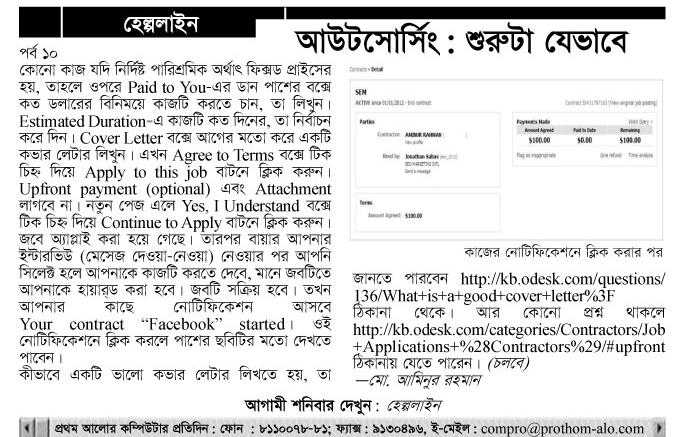 হেল্পলাইন
আউটসোর্সিং : শুরুটা যেভাবে
পর্ব ১০
কোনো কাজ যদি নির্দিষ্ট পারিশ্রমিক অর্থাৎ ফিক্সড প্রাইসের
হয়, তাহলে ওপরে Paid to You-এর ডান পাশের বক্সে
কত ডলারের বিনিময়ে কাজটি করতে চান, তা লিখুন।
Estimated Duration-এ কাজটি কত দিনের, তা নির্বাচন
করে দিন। Cover Letter বক্সে আগের মতো করে একটি
কভার লেটার লিখুন। এখন Agree to Terms বক্সে টিক
চিহ্ন দিয়ে Apply to this job বাটনে ক্লিক করুন।
Upfront payment (optional) এবং Attachment
লাগবে না। নতুন পেজ এলে Yes, I Understand বক্সে
টিক চিহ্ন দিয়ে Continue to Apply বাটনে ক্লিক করুন।
জবে অ্যাপ্লাই করা হয়ে গেছে। তারপর বায়ার আপনার
ইন্টারভিউ (মেসেজ দেওয়া-নেওয়া) নেওয়ার পর আপনি
সিলেক্ট হলে আপনাকে কাজটি করতে দেবে, মানে জবটিতে
আপনাকে হায়ার্ড করা হবে। জবটি সক্রিয় হবে। তখন
আপনার কাছে নোটিফিকেশন আসবে
Your contract “Facebook” started। ওই
নোটিফিকেশনে ক্লিক করলে পাশের ছবিটির মতো দেখতে
পাবেন।
কীভাবে একটি ভালো কভার লেটার লিখতে হয়, তা
Contracts » Detail
SEM
ACTIVE since 01/01/2012 - End contract
Contract ID#11797163 (View original job posting)
Parties
Contractor: AMINUR RAHMAN
View profile
Hired by: Jonathan Sabas
SEO MARKETING INTL
Send a message
Terms
Amount Agreed: $100.00
Payments Made Work Diary »
Amount Agreed Paid to Date Remaining
$100.00 $0.00 $100.00
Flag as inappropriate Give refund Time analyze
কাজের নোটিফিকেশনে ক্লিক করার পর
জানতে পারবেন http://kb.odesk.com/questions/
136/What+is+a+good+cover+letter%3F
ঠিকানা থেকে। আর কোনো প্রশ্ন থাকলে
http://kb.odesk.com/categories/Contractors/Job
+Applications+%28Contractors%29/#upfront
ঠিকানায় যেতে পারেন। (চলবে)
—মো. আমিনুর রহমান
আগামী শনিবার দেখুন : হেল্পলাইন
প্রথম আলোর কম্পিউটার প্রতিদিন : ফোন : ৮১১০০৭৮-৮১; ফ্যাক্স : ৯১৩০৪৯৬, ই-মেইল : compro@prothom-alo.com